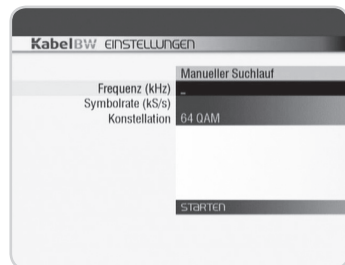 KabelBW EINSTELLUNGEN
Manueller Suchlauf
Frequenz (kHz) _
Symbolrate (kS/s)
Konstellation 64 QAM
STARTEN